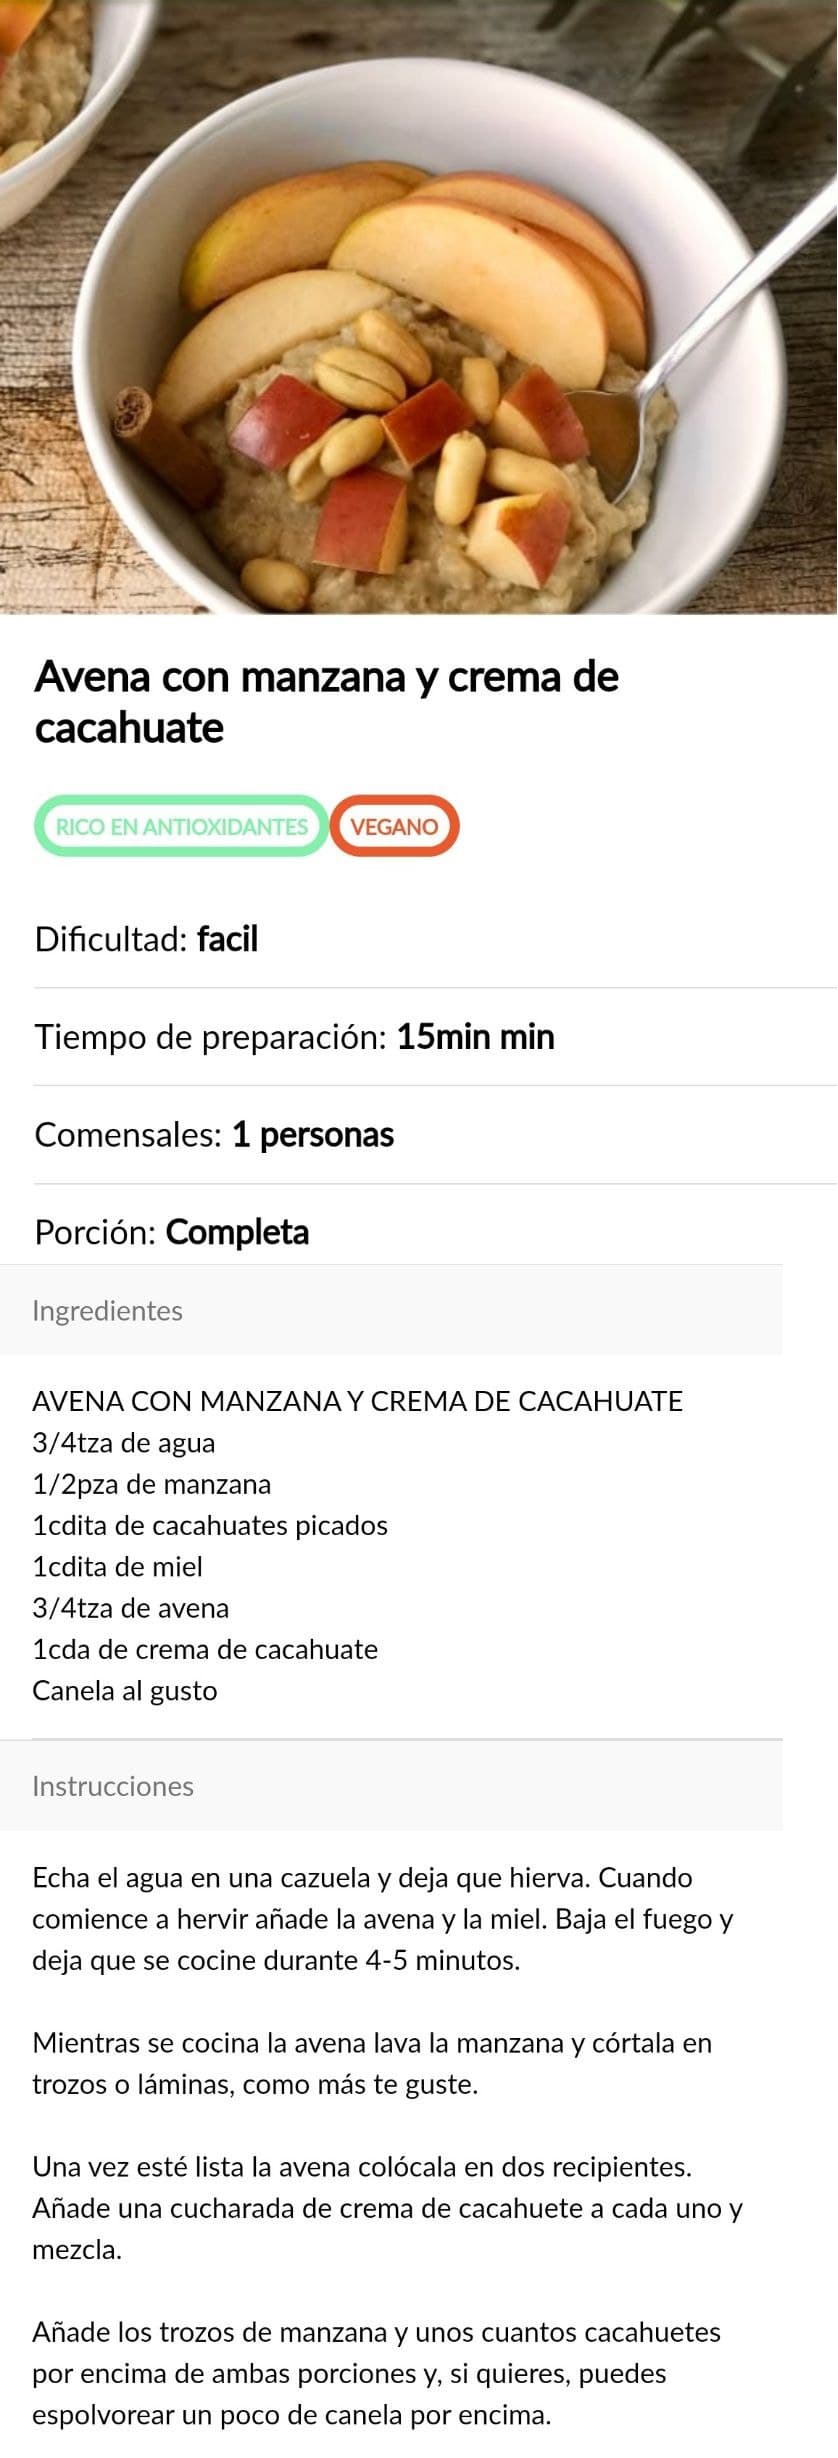 Avena con manzana y crema de
cacahuate
RICO EN ANTIOXIDANTES VEGANO
Dificultad: facil
Tiempo de preparación: 15min min
Comensales: 1 personas
Porción: Completa
Ingredientes
AVENA CON MANZANA Y CREMA DE CACAHUATE
3/4tza de agua
1/2pza de manzana
1cdita de cacahuates picados
1cdita de miel
3/4tza de avena
1cda de crema de cacahuate
Canela al gusto
Instrucciones
Echa el agua en una cazuela y deja que hierva. Cuando
comience a hervir añade la avena y la miel. Baja el fuego y
deja que se cocine durante 4-5 minutos.
Mientras se cocina la avena lava la manzana y córtala en
trozos o láminas, como más te guste.
Una vez esté lista la avena colócala en dos recipientes.
Añade una cucharada de crema de cacahuete a cada uno y
mezcla.
Añade los trozos de manzana y unos cuantos cacahuetes
por encima de ambas porciones y, si quieres, puedes
espolvorear un poco de canela por encima.